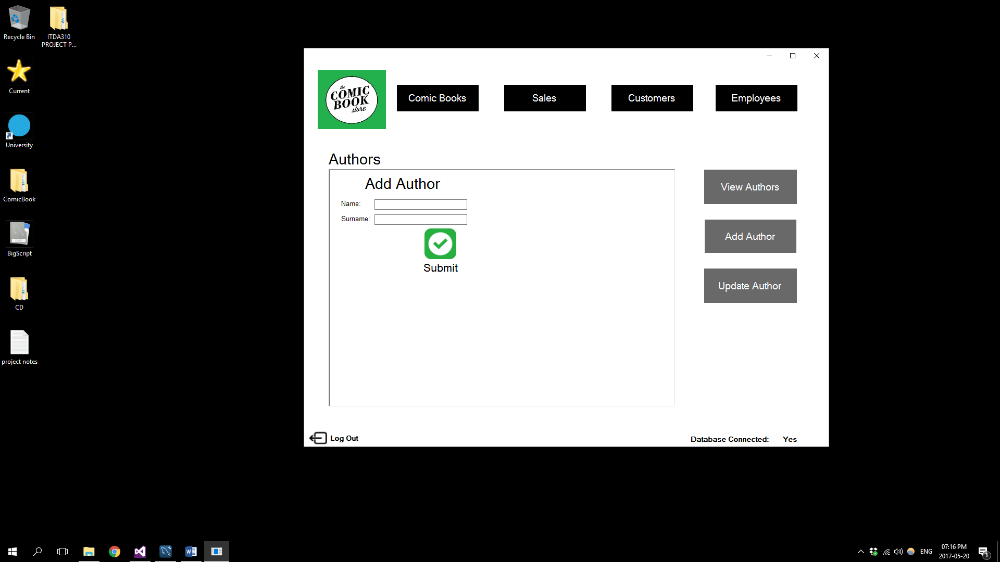 Recycle Bin
ITDA310
PROJECT P...
Current
University
ComicBook
BigScript
CD
project notes
the
COMIC
BOOK
store
Comic Books
Sales
Customers
Employees
Authors
Add Author
Name:
Surname:
Submit
View Authors
Add Author
Update Author
Log Out
Database Connected: Yes
ENG
07:16 PM
2017-05-20
1